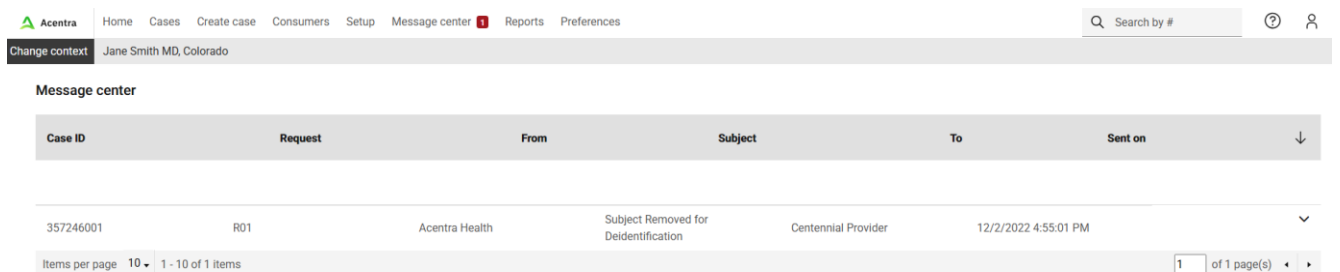 Acentra Home Cases Create case Consumers Setup Message center 1 Reports Preferences Search by #
Change context Jane Smith MD, Colorado
Message center
Case ID Request From Subject To Sent on
357246001 R01 Acentra Health Subject Removed for Deidentification Centennial Provider 12/2/2022 4:55:01 PM
Items per page 10 1 - 10 of 1 items 1 of 1 page(s)